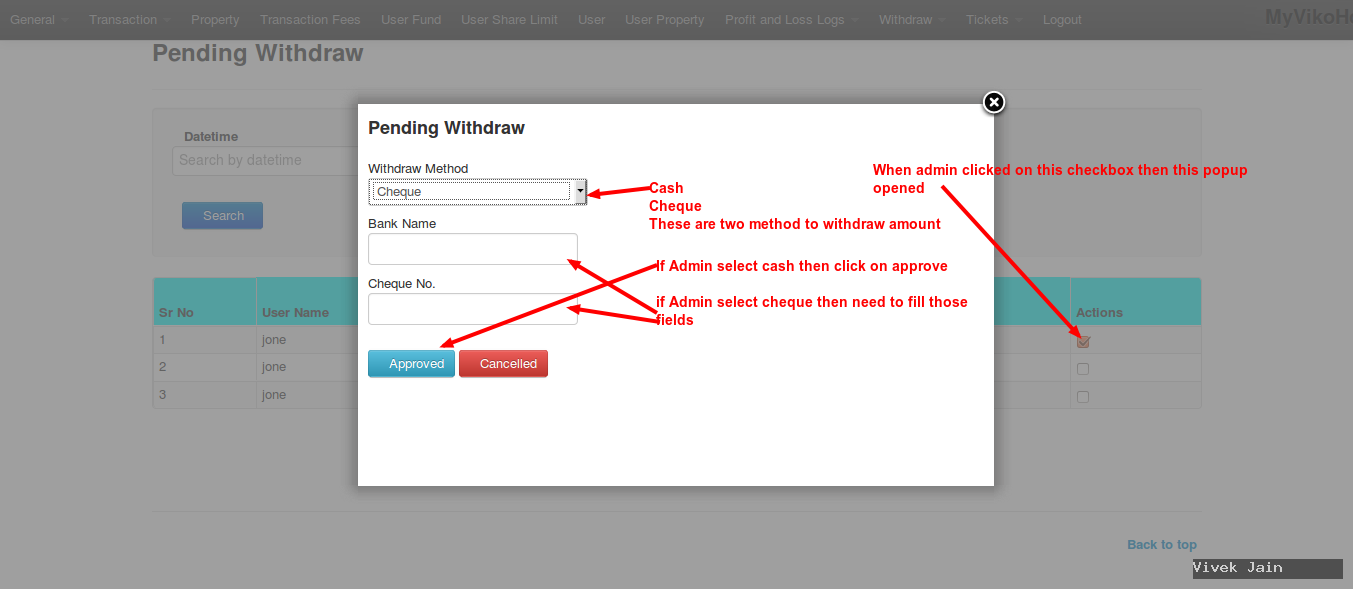 General Transaction Property Transaction Fees User Fund User Share Limit User User Property Profit and Loss Logs Withdraw Tickets Logout MyVikoHo
Pending Withdraw
Datetime
Search by datetime
Search
Pending Withdraw
Withdraw Method
Cheque
Bank Name
Cheque No.
Approved Cancelled
Cash
Cheque
These are two method to withdraw amount
If Admin select cash then click on approve
if Admin select cheque then need to fill those
fields
When admin clicked on this checkbox then this popup
opened
Sr No User Name Actions
1 jone
2 jone
3 jone
Back to top
Vivek Jain